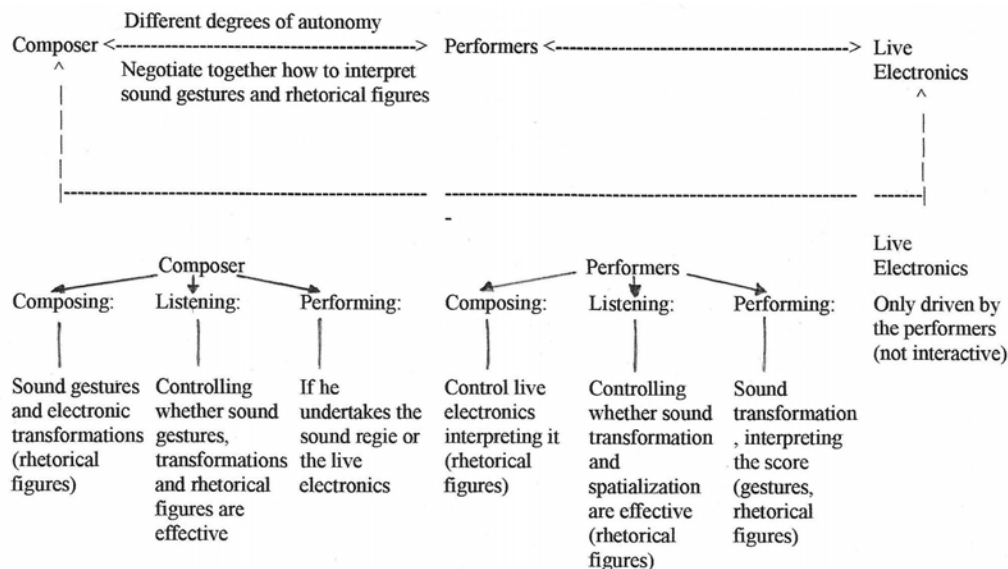 Different degrees of autonomy
Composer <----------------------------------> Performers <----------------------------------> Live
Electronics
Negotiate together how to interpret
sound gestures and rhetorical figures
Live
Electronics
Composer
Performers
Composing:
Listening:
Performing:
Composing:
Listening:
Performing:
Only driven by
the performers
(not interactive)
Sound gestures
and electronic
transformations
(rhetorical
figures)
Controlling
whether sound
gestures,
transformations
and rhetorical
figures are
effective
If he
undertakes the
sound regie or
the live
electronics
Control live
electronics
interpreting it
(rhetorical
figures)
Controlling
whether sound
transformation
and
spatialization
are effective
(rhetorical
figures)
Sound
transformation
, interpreting
the score
(gestures,
rhetorical
figures)